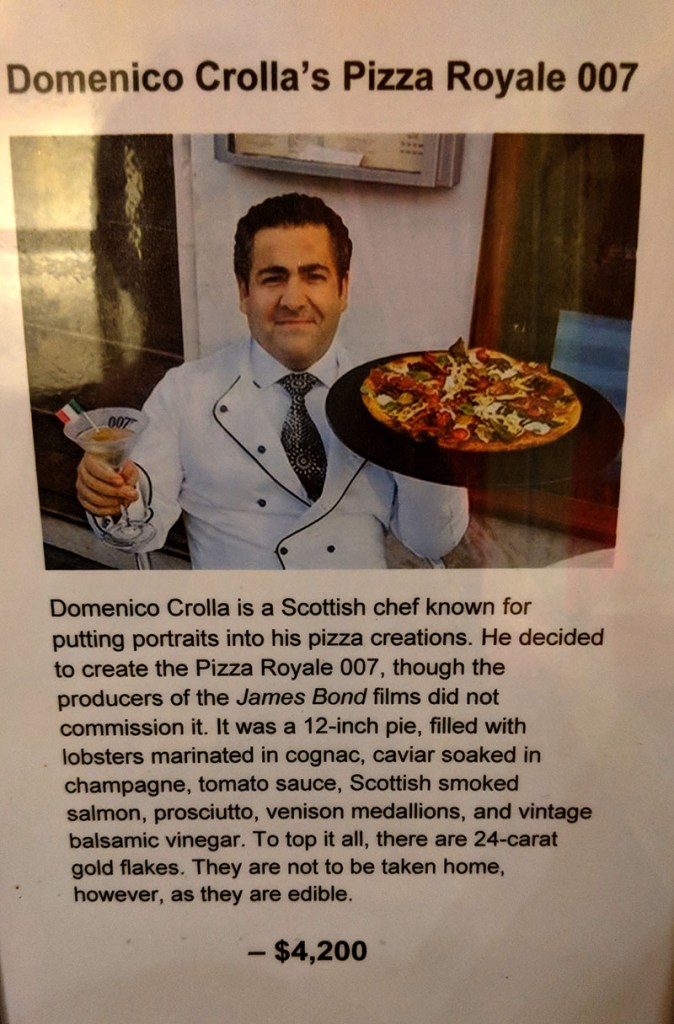 Domenico Crolla's Pizza Royale 007
007
Domenico Crolla is a Scottish chef known for
putting portraits into his pizza creations. He decided
to create the Pizza Royale 007, though the
producers of the James Bond films did not
commission it. It was a 12-inch pie, filled with
lobsters marinated in cognac, caviar soaked in
champagne, tomato sauce, Scottish smoked
salmon, prosciutto, venison medallions, and vintage
balsamic vinegar. To top it all, there are 24-carat
gold flakes. They are not to be taken home,
however, as they are edible.
– $4,200